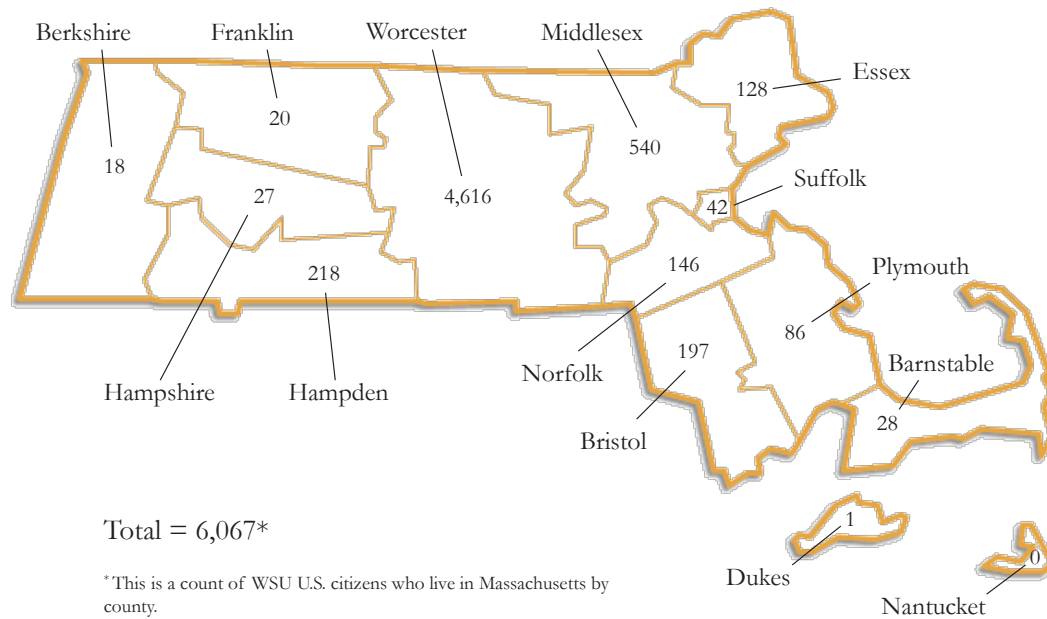 Berkshire Franklin Worcester Middlesex
Essex
128
20
540
18
Suffolk
27
4,616
42
146
Plymouth
218
86
197
Barnstable
Norfolk
Hampshire Hampden
28
Bristol
Total = 6,067*
1
0
Dukes
* This is a count of WSU U.S. citizens who live in Massachusetts by
county.
Nantucket